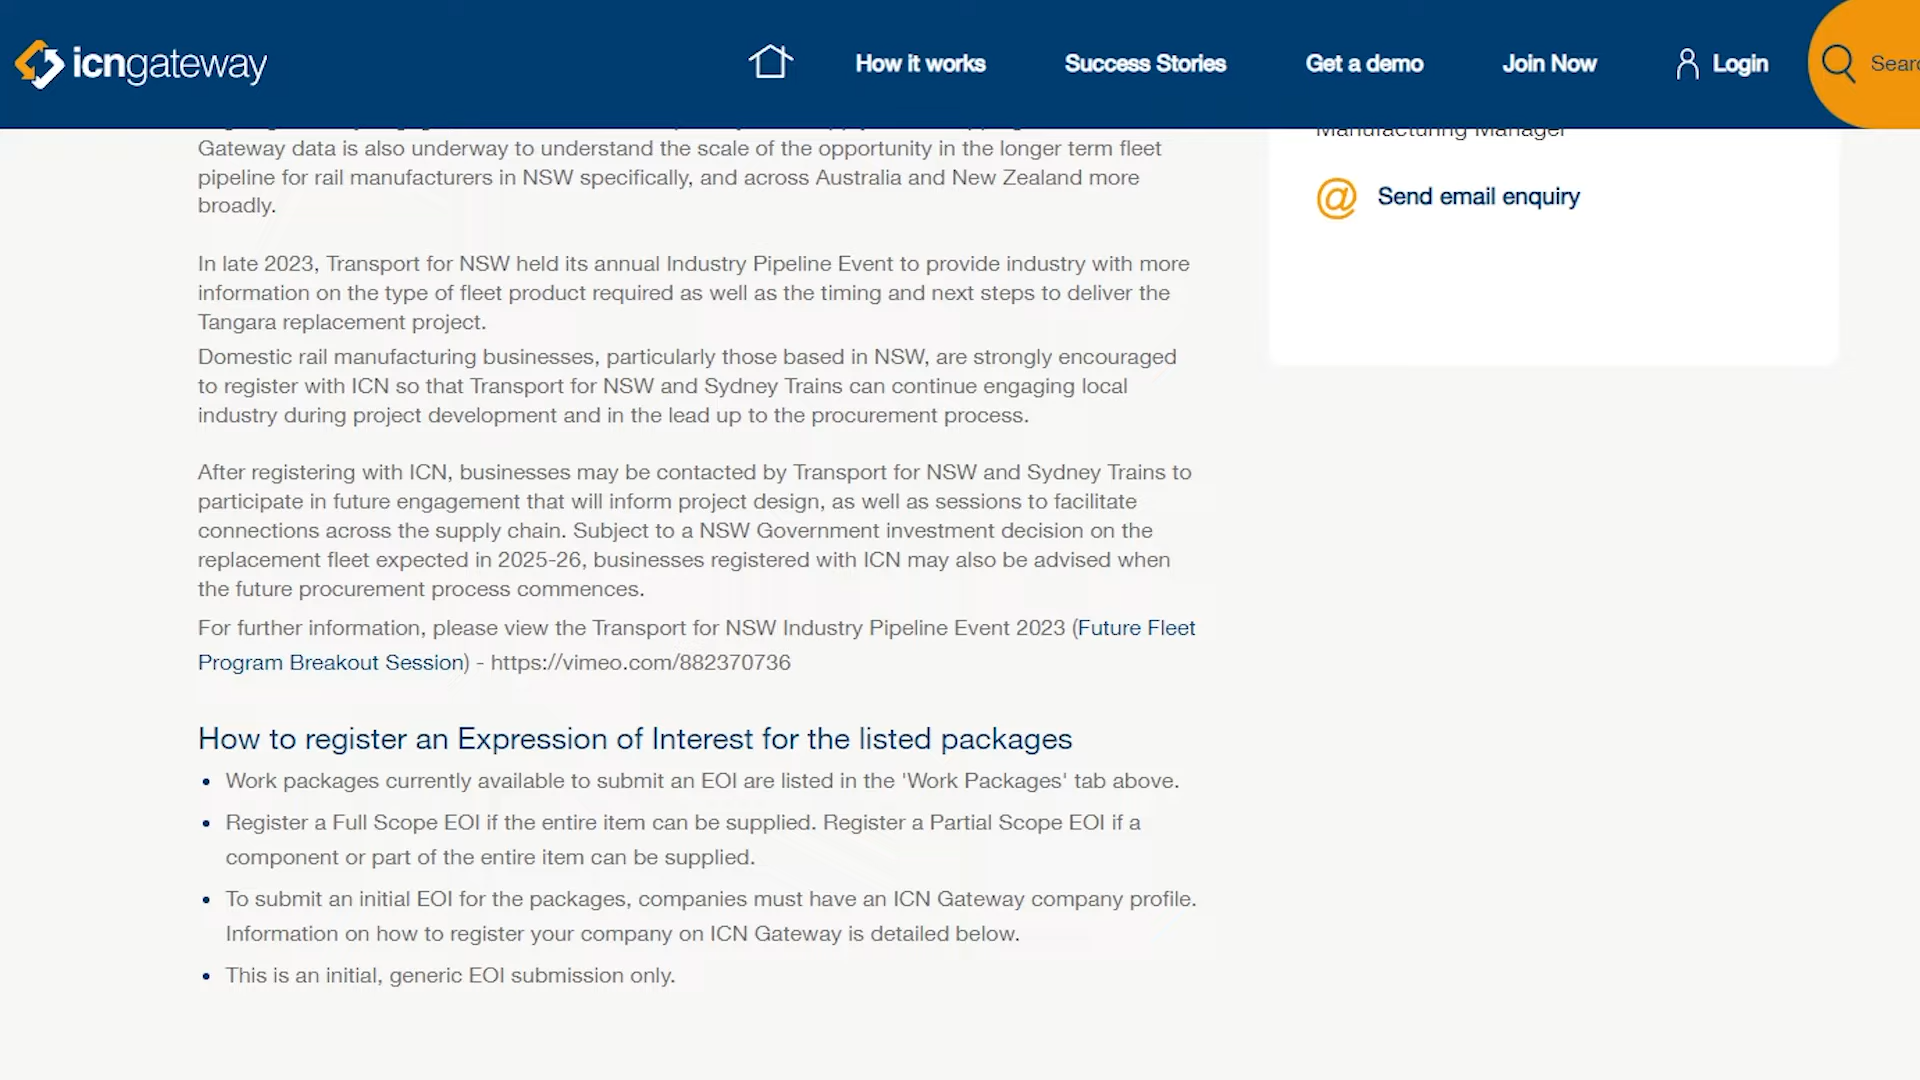 icngateway
How it works
Success Stories
Get a demo
Join Now
Login
Gateway data is also underway to understand the scale of the opportunity in the longer term fleet
pipeline for rail manufacturers in NSW specifically, and across Australia and New Zealand more
broadly.
In late 2023, Transport for NSW held its annual Industry Pipeline Event to provide industry with more
information on the type of fleet product required as well as the timing and next steps to deliver the
Tangara replacement project.
Domestic rail manufacturing businesses, particularly those based in NSW, are strongly encouraged
to register with ICN so that Transport for NSW and Sydney Trains can continue engaging local
industry during project development and in the lead up to the procurement process.
After registering with ICN, businesses may be contacted by Transport for NSW and Sydney Trains to
participate in future engagement that will inform project design, as well as sessions to facilitate
connections across the supply chain. Subject to a NSW Government investment decision on the
replacement fleet expected in 2025-26, businesses registered with ICN may also be advised when
the future procurement process commences.
For further information, please view the Transport for NSW Industry Pipeline Event 2023 (Future Fleet
Program Breakout Session) - https://vimeo.com/882370736
How to register an Expression of Interest for the listed packages
• Work packages currently available to submit an EOI are listed in the 'Work Packages' tab above.
• Register a Full Scope EOI if the entire item can be supplied. Register a Partial Scope EOI if a
component or part of the entire item can be supplied.
• To submit an initial EOI for the packages, companies must have an ICN Gateway company profile.
Information on how to register your company on ICN Gateway is detailed below.
• This is an initial, generic EOI submission only.
Manufacturing Manager
Send email enquiry